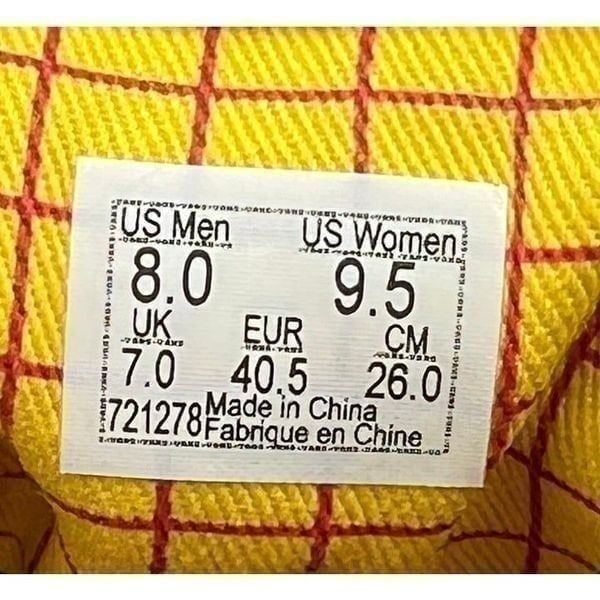 US Men US Women
8.0 9.5
UK EUR CM
7.0 40.5 26.0
721278 Made in China
Fabrique en Chine